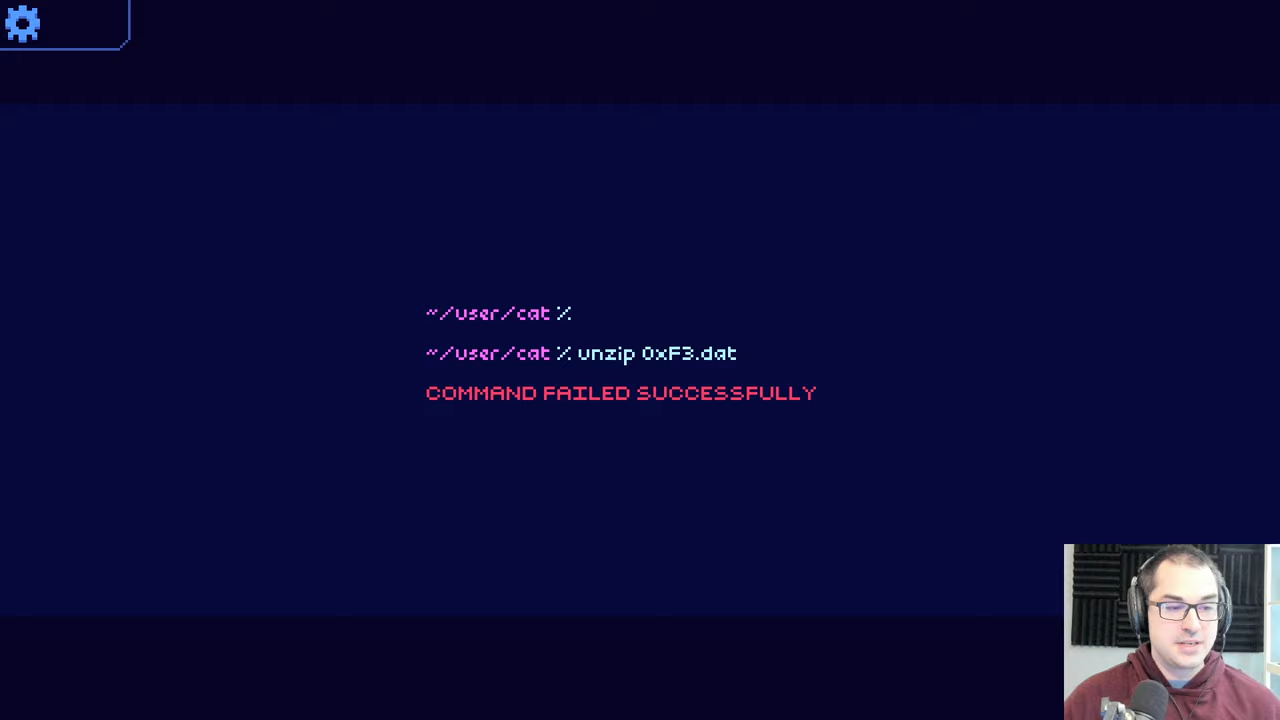 ~/user/cat %
~/user/cat % unzip 0xF3.dat
COMMAND FAILED SUCCESSFULLY